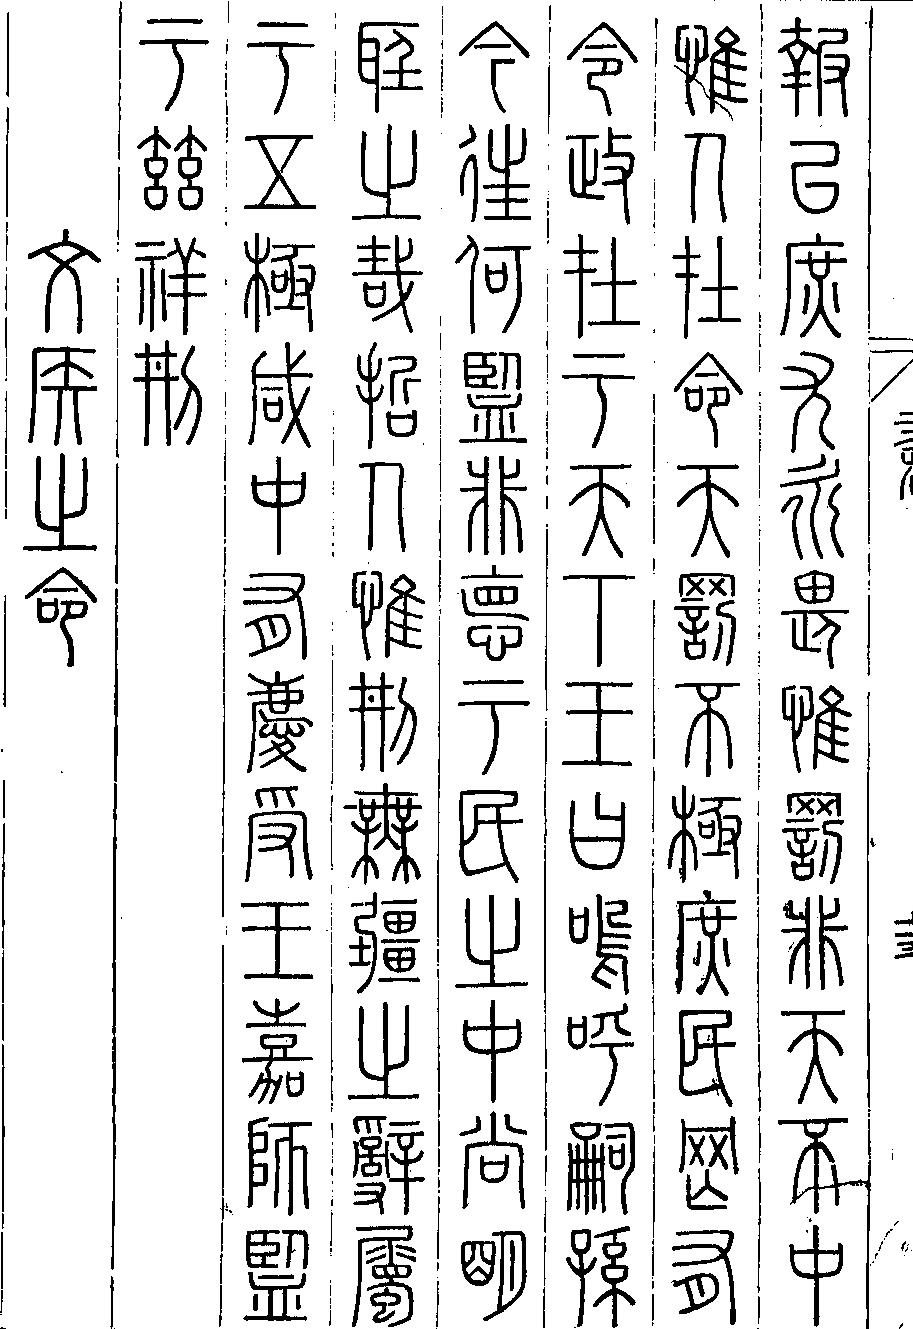 報以庶尤永畏惟罰非天不中
惟人在命天罰不極庶民罔有
令政在于天下王曰嗚呼嗣孫
今往何監非德于民之中尚明
聽之哉哲人惟刑無疆之辭屬
于五極咸中有慶受王嘉師監
于茲祥刑
文侯之命